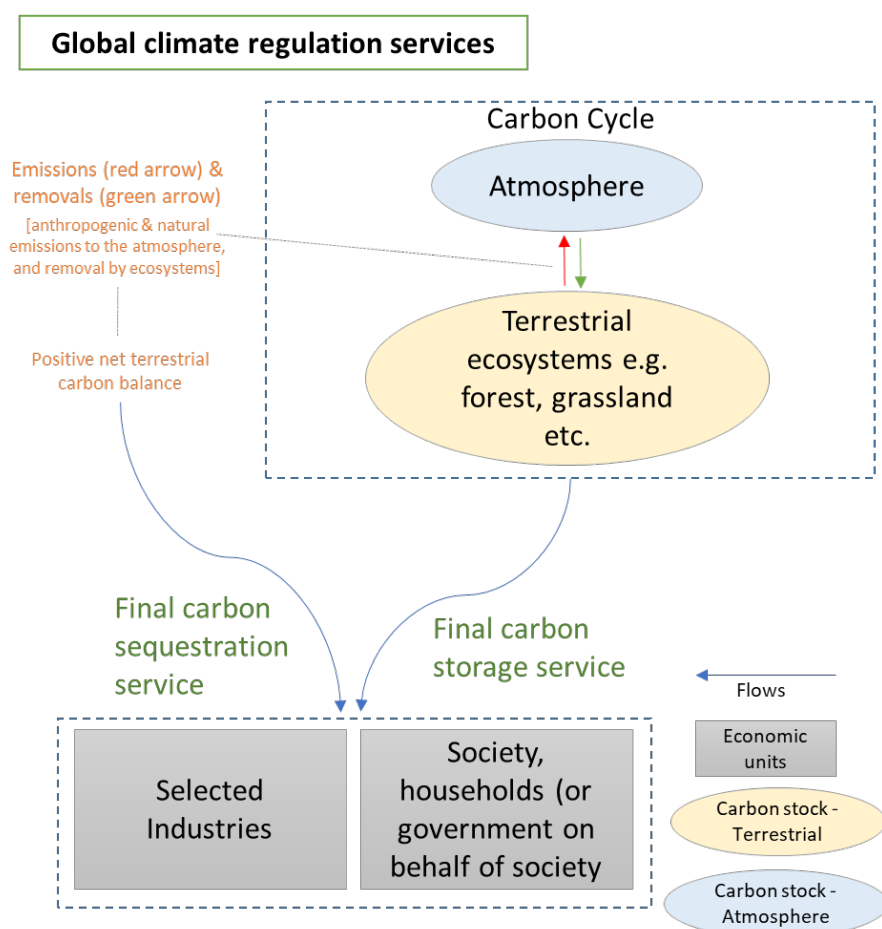 Global climate regulation services
Carbon Cycle
Atmosphere
Emissions (red arrow) &
removals (green arrow)
[anthropogenic & natural
emissions to the atmosphere,
and removal by ecosystems]
Terrestrial
ecosystems e.g.
forest, grassland
etc.
Positive net terrestrial
carbon balance
Final carbon
sequestration
service
Final carbon
storage service
Flows
Economic
units
Selected
Industries
Society,
households (or
government on
behalf of society
Carbon stock -
Terrestrial
Carbon stock -
Atmosphere